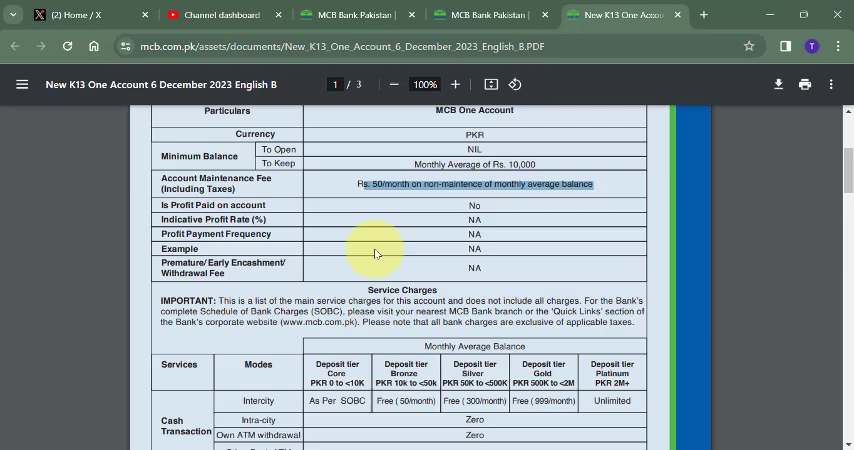 (2) Home / X
Channel dashboard
MCB Bank Pakistan |
MCB Bank Pakistan |
New K13 One Accou
mcb.com.pk/assets/documents/New_K13_One_Account_6_December_2023_English_B.PDF
T
New K13 One Account 6 December 2023 English B
1 / 3
100%
Particulars MCB One Account
Currency PKR
Minimum Balance To Open NIL
To Keep Monthly Average of Rs. 10,000
Account Maintenance Fee
(Including Taxes) Rs. 50/month on non-maintence of monthly average balance
Is Profit Paid on account No
Indicative Profit Rate (%) NA
Profit Payment Frequency NA
Example NA
Premature/ Early Encashment/
Withdrawal Fee NA
Service Charges
IMPORTANT: This is a list of the main service charges for this account and does not include all charges. For the Bank's
complete Schedule of Bank Charges (SOBC), please visit your nearest MCB Bank branch or the 'Quick Links' section of
the Bank's corporate website (www.mcb.com.pk). Please note that all bank charges are exclusive of applicable taxes.
Monthly Average Balance
Services Modes
Deposit tier Deposit tier Deposit tier Deposit tier Deposit tier
Core Bronze Silver Gold Platinum
PKR 0 to <10K PKR 10k to <50k PKR 50K to <500K PKR 500K to <2M PKR 2M+
Intercity As Per SOBC Free ( 50/month) Free ( 300/month) Free ( 999/month) Unlimited
Cash
Transaction
Intra-city Zero
Own ATM withdrawal Zero